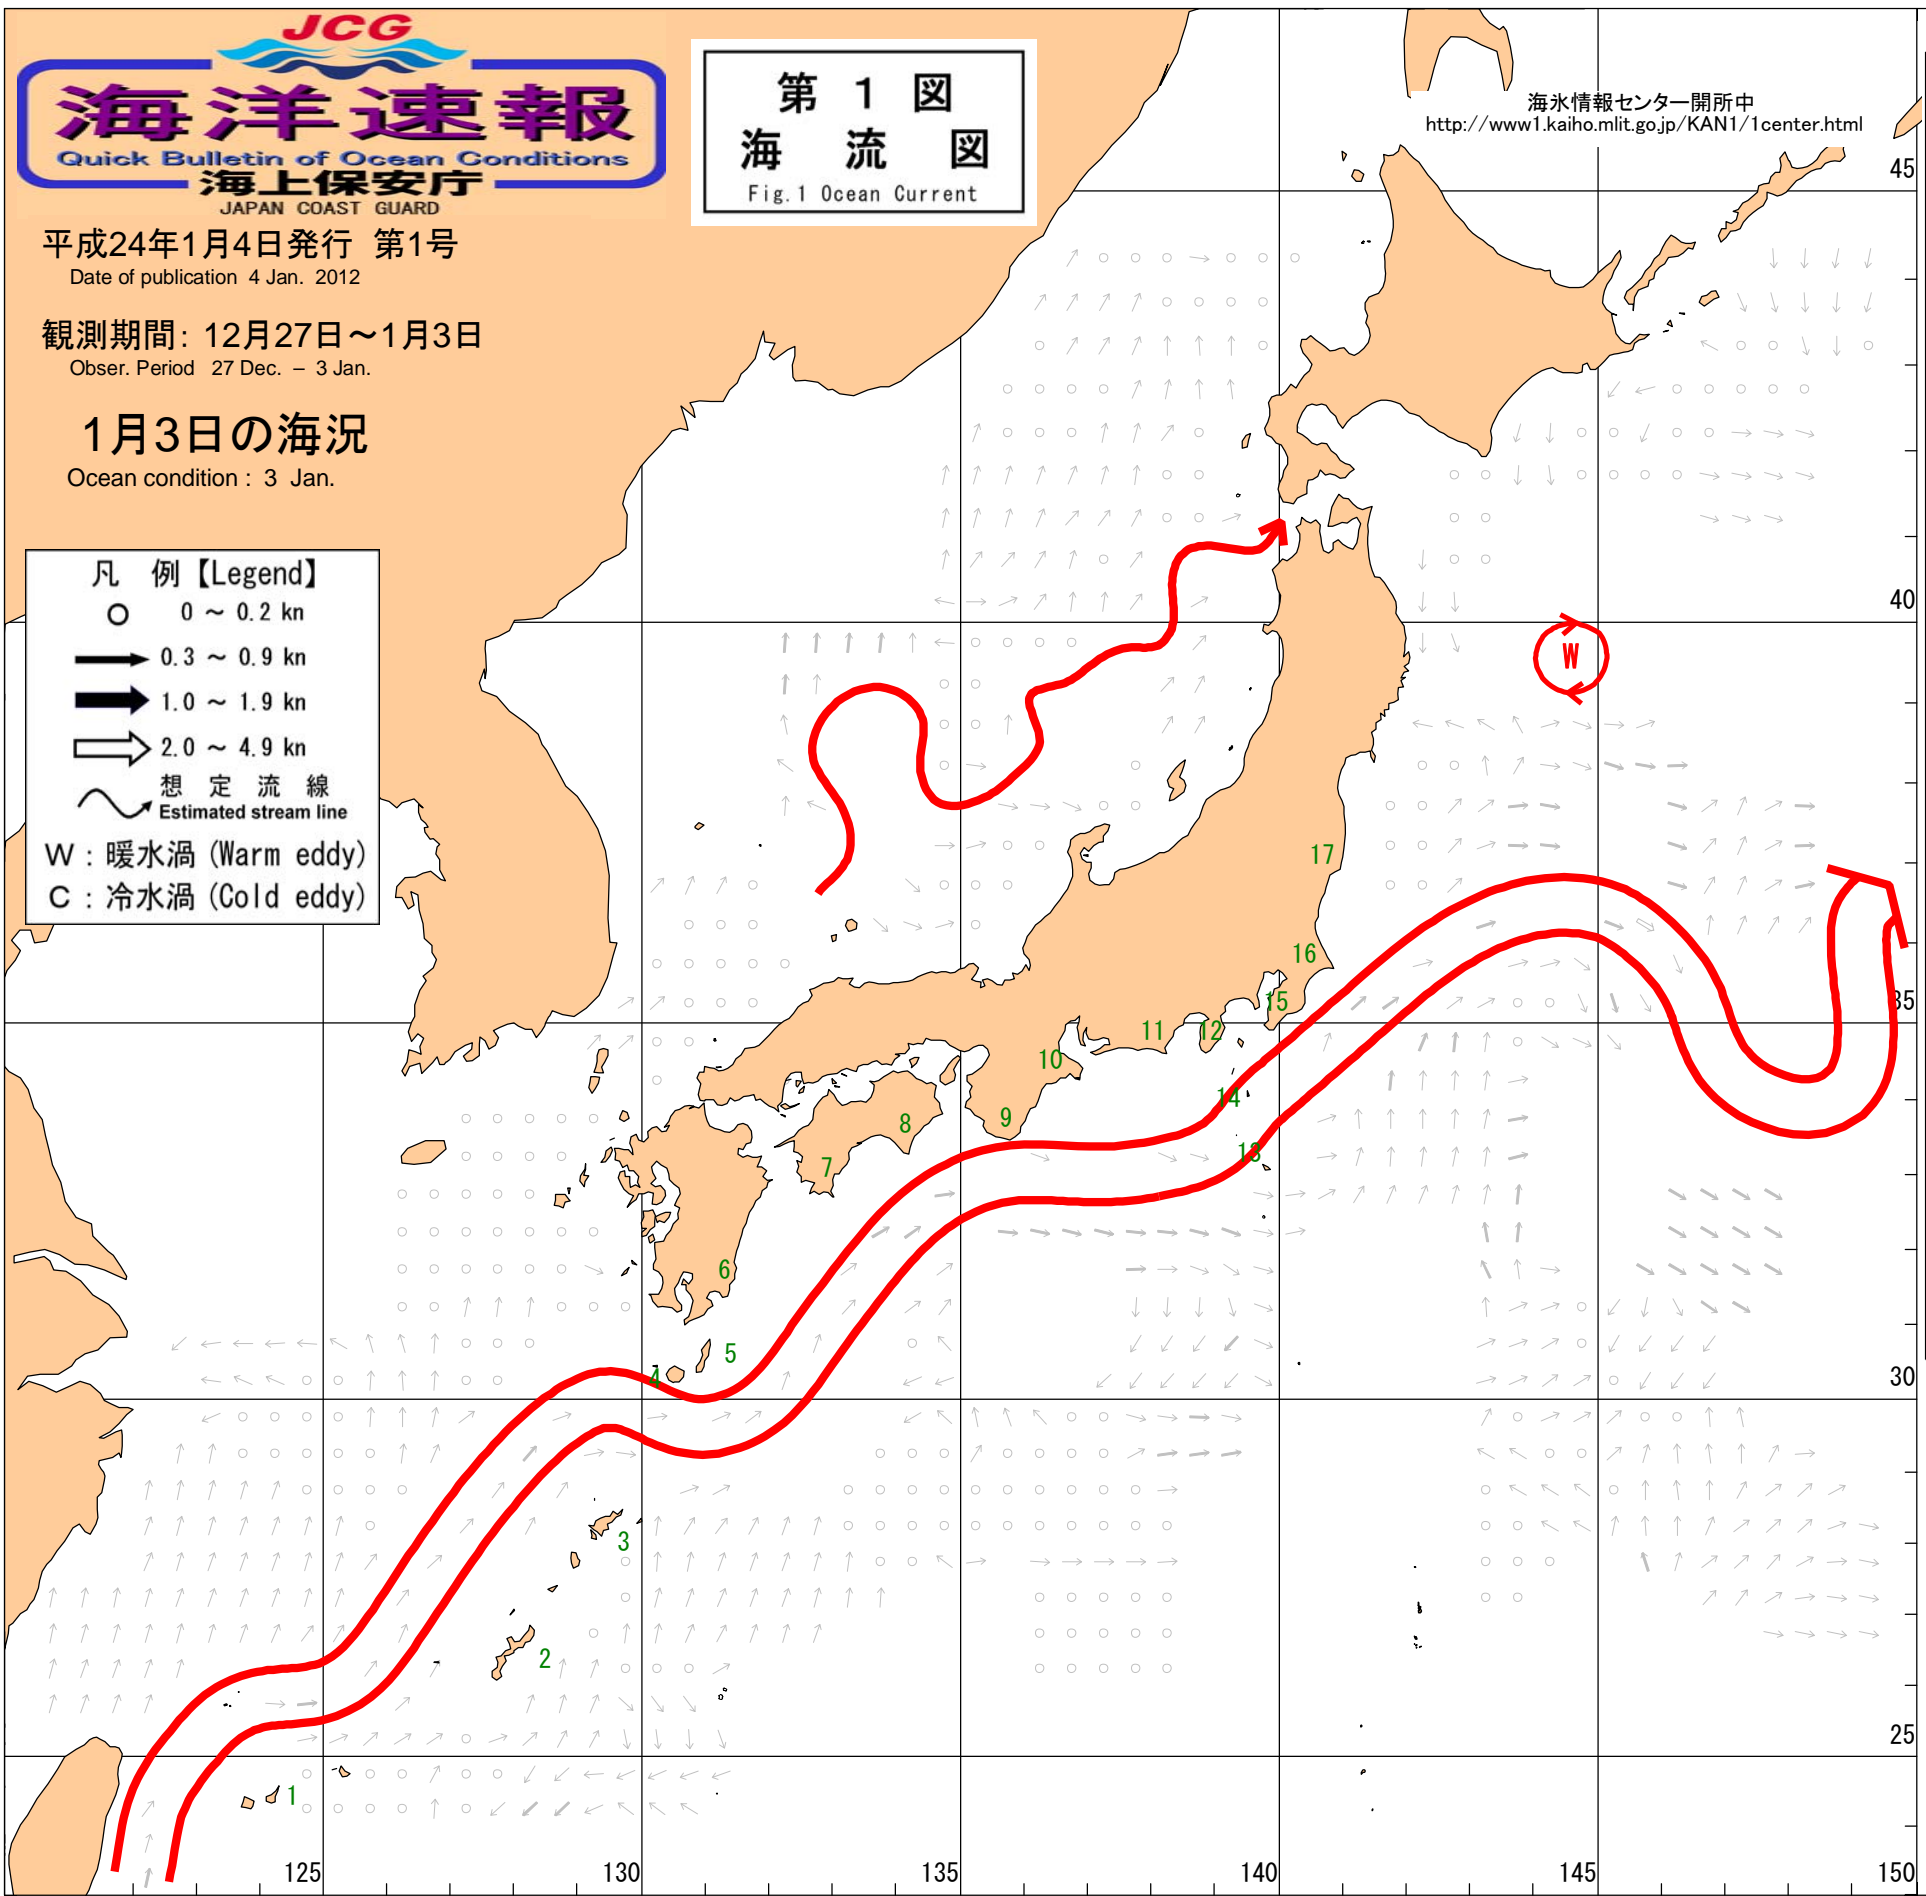 JCG
海洋速報
Quick Bulletin of Ocean Conditions
海上保安庁
JAPAN COAST GUARD
平成24年1月4日発行 第1号
Date of publication 4 Jan. 2012
観測期間: 12月27日～1月3日
Obser. Period 27 Dec. – 3 Jan.
1月3日の海況
Ocean condition : 3 Jan.
第 1 図
海 流 図
Fig.1 Ocean Current
海氷情報センター開所中
http://www1.kaiho.mlit.go.jp/KAN1/1center.html
凡 例【Legend】
0 ～ 0.2 kn
0.3 ～ 0.9 kn
1.0 ～ 1.9 kn
2.0 ～ 4.9 kn
想 定 流 線
Estimated stream line
W : 暖水渦 (Warm eddy)
C : 冷水渦 (Cold eddy)
45
40
W
17
16
15
35
12
11
10
14
9
8
13
7
6
5
4
30
3
2
25
1
125
130
135
140
145
150